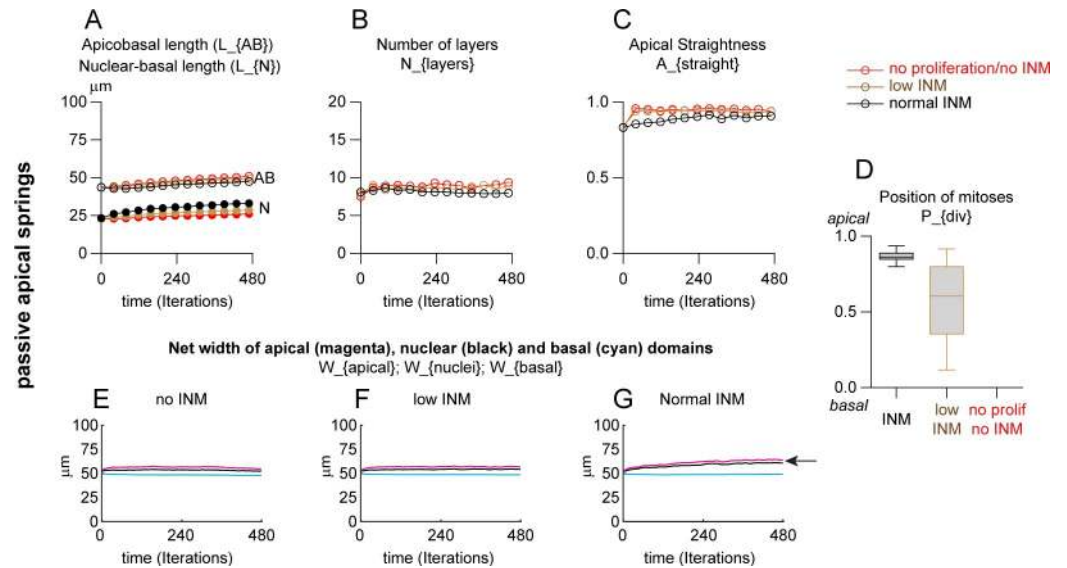 A
Apicobasal length (L_{AB})
Nuclear-basal length (L_{N})
μm
100
75
50
25
0
AB
N
0
240
480
time (Iterations)
B
Number of layers
N_{layers}
20
15
10
5
0
0
240
480
time (Iterations)
C
Apical Straightness
A_{straight}
1.0
0.5
0.0
0
240
480
time (Iterations)
no proliferation/no INM
low INM
normal INM
passive apical springs
D
Position of mitoses
P_{div}
apical
1.0
0.5
0.0
basal
INM
low
INM
no prolif
no INM
Net width of apical (magenta), nuclear (black) and basal (cyan) domains
W_{apical}; W_{nuclei}; W_{basal}
E
no INM
μm
100
75
50
25
0
0
240
480
time (Iterations)
F
low INM
μm
100
75
50
25
0
0
240
480
time (Iterations)
G
Normal INM
μm
100
75
50
25
0
0
240
480
time (Iterations)